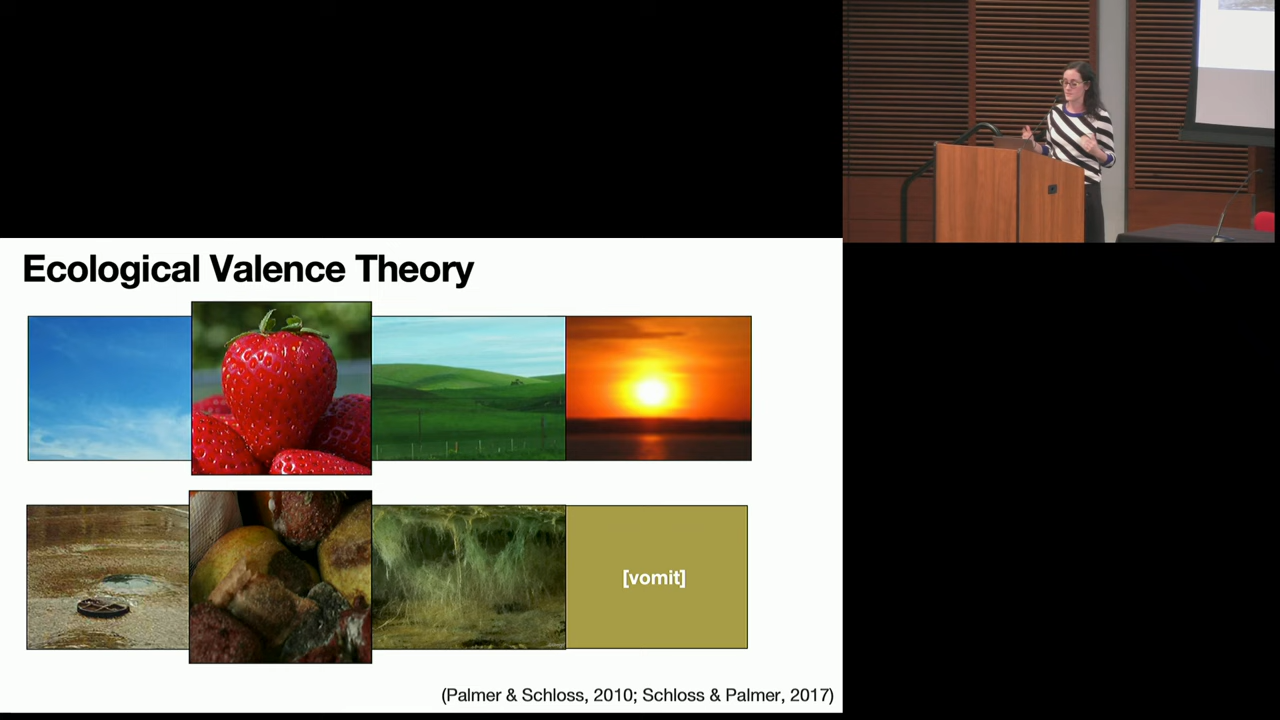 Ecological Valence Theory
[vomit]
(Palmer & Schloss, 2010; Schloss & Palmer, 2017)